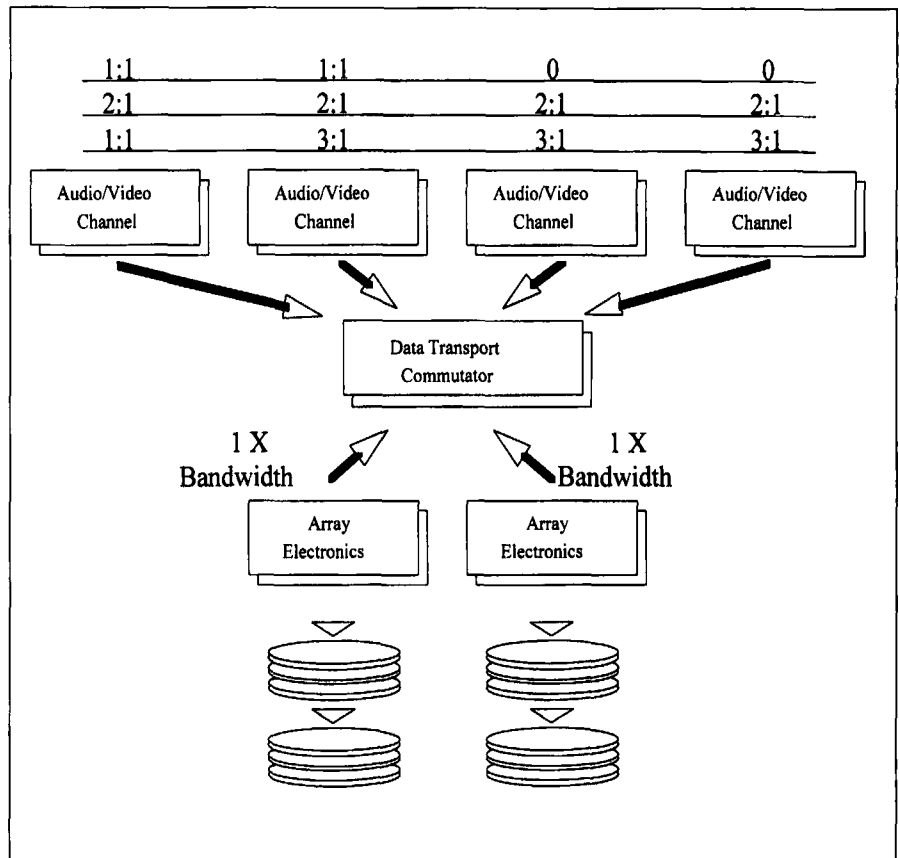 1:1 1:1 0 0
2:1 2:1 2:1 2:1
1:1 3:1 3:1 3:1
Audio/Video
Channel
Audio/Video
Channel
Audio/Video
Channel
Audio/Video
Channel
Data Transport
Commutator
1 X
Bandwidth
1 X
Bandwidth
Array
Electronics
Array
Electronics